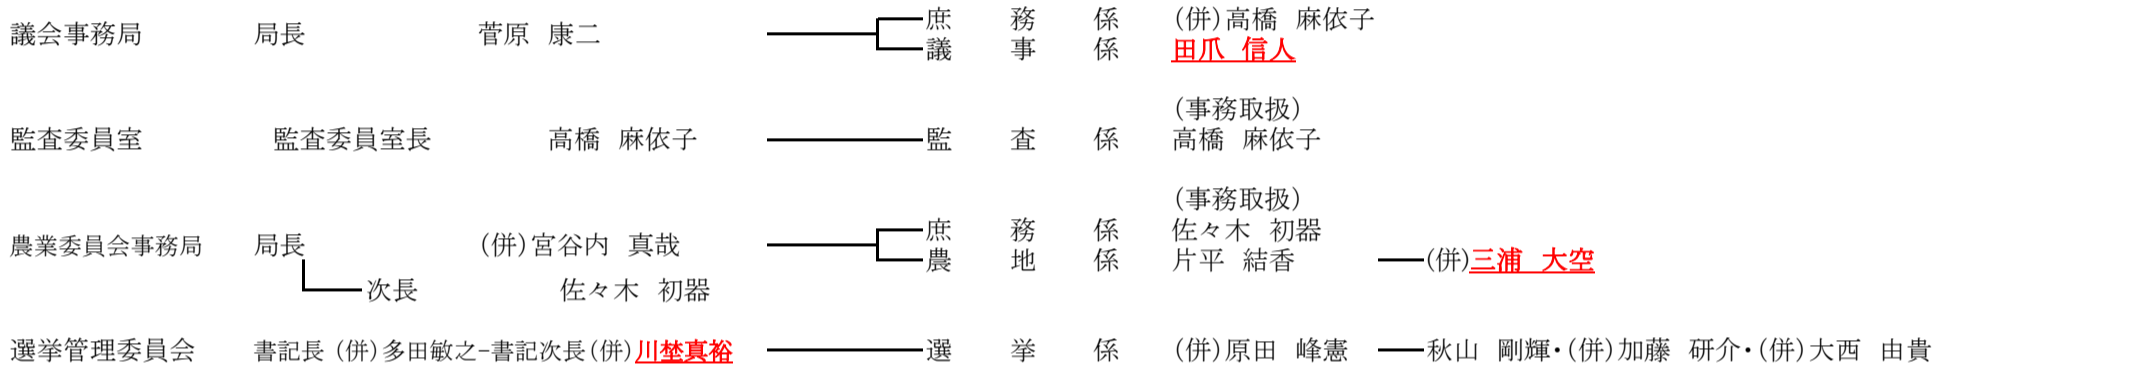 庶　務　係　(併)高橋　麻依子
議会事務局　局長　菅原　康二
議　事　係　田爪　信人
(事務取扱)
監査委員室　監査委員室長　高橋　麻依子　監　査　係　高橋　麻依子
(事務取扱)
庶　務　係　佐々木　初器
農業委員会事務局　局長　(併)宮谷内　真哉
農　地　係　片平　結香　(併)三浦　大空
次長　佐々木　初器
選挙管理委員会　書記長 (併)多田敏之−書記次長(併)川埜真裕　選　挙　係　(併)原田　峰憲　秋山　剛輝・(併)加藤　研介・(併)大西　由貴